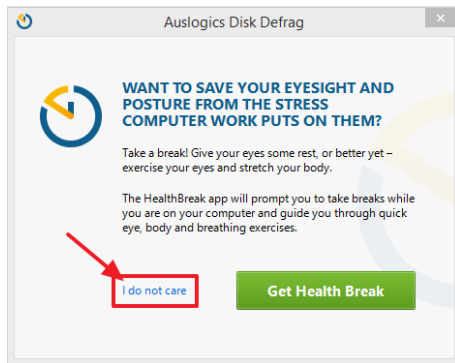 Auslogics Disk Defrag
WANT TO SAVE YOUR EYESIGHT AND
POSTURE FROM THE STRESS
COMPUTER WORK PUTS ON THEM?
Take a break! Give your eyes some rest, or better yet –
exercise your eyes and stretch your body.
The HealthBreak app will prompt you to take breaks while
you are on your computer and guide you through quick
eye, body and breathing exercises.
I do not care
Get Health Break